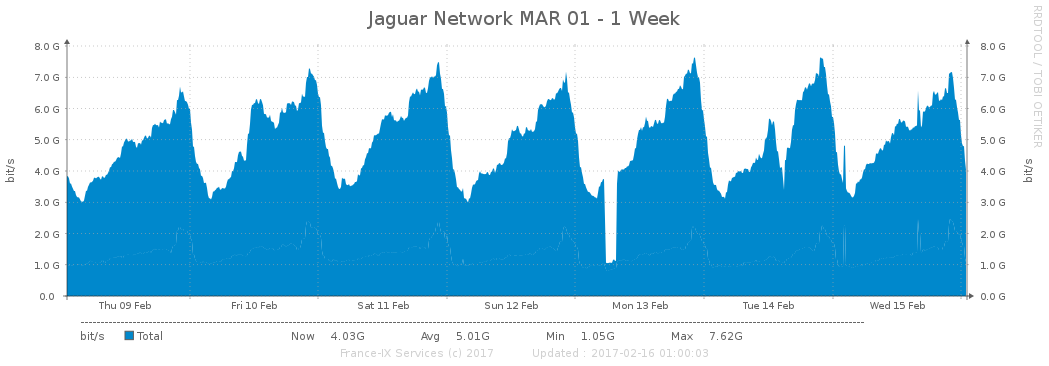 Jaguar Network MAR 01 - 1 Week
RRDTOOL / TOBI OETIKER
bit/s
8.0 G 8.0 G
7.0 G 7.0 G
6.0 G 6.0 G
5.0 G 5.0 G
4.0 G 4.0 G
3.0 G 3.0 G
2.0 G 2.0 G
1.0 G 1.0 G
0.0 0.0 G
bit/s
Thu 09 Feb Fri 10 Feb Sat 11 Feb Sun 12 Feb Mon 13 Feb Tue 14 Feb Wed 15 Feb
bit/s Total Now 4.03G Avg 5.01G Min 1.05G Max 7.62G
France-IX Services (c) 2017 Updated : 2017-02-16 01:00:03